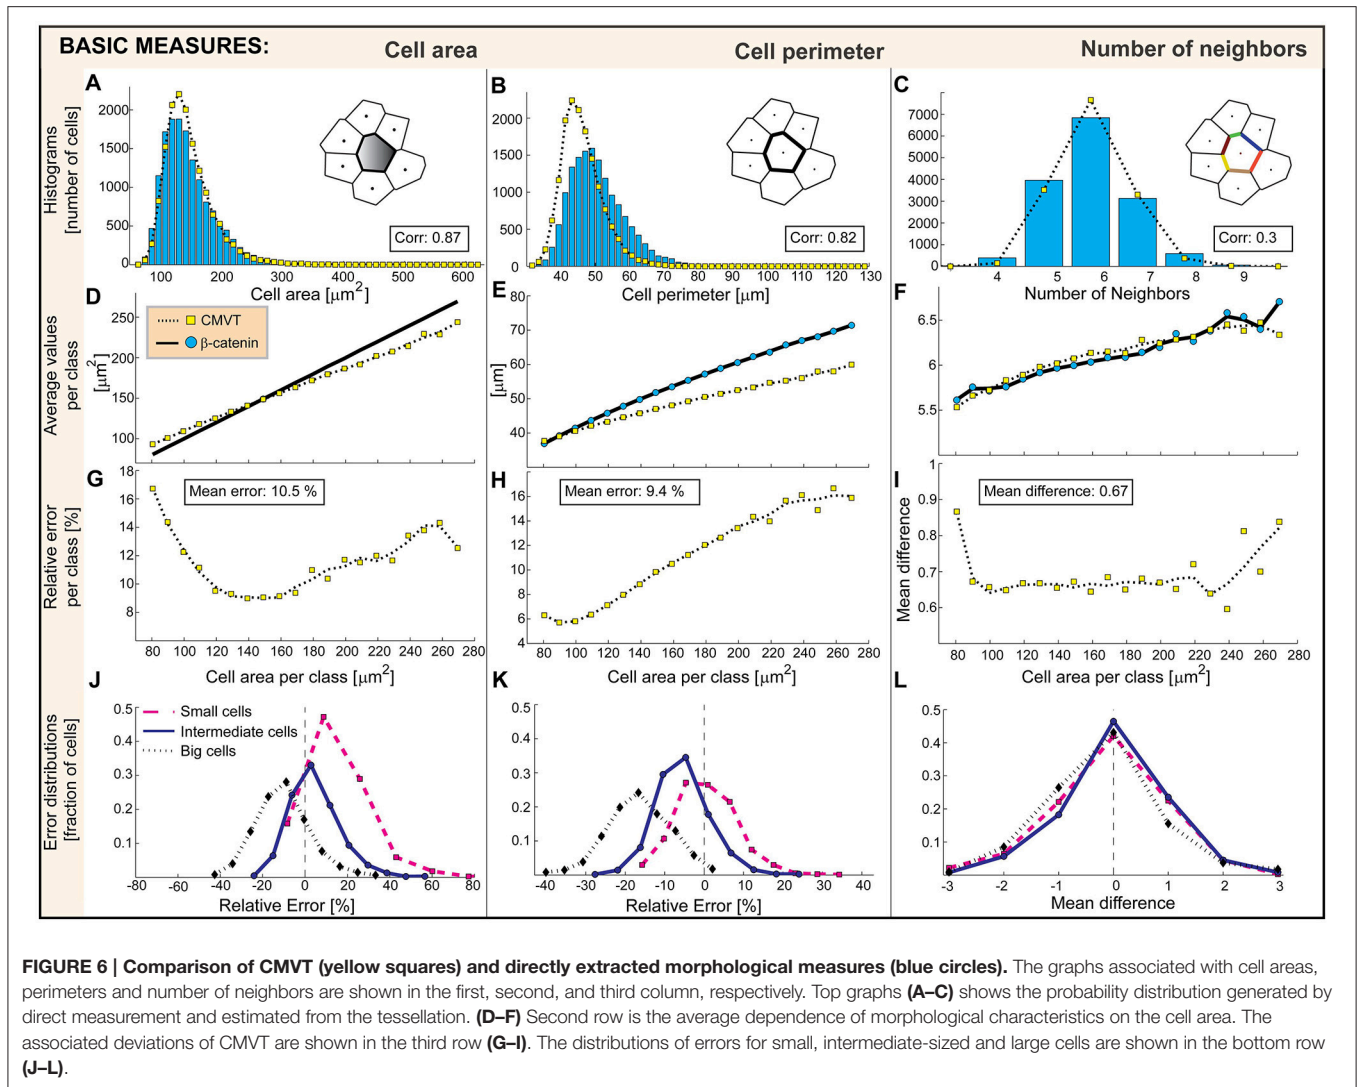 BASIC MEASURES:
Cell area
Cell perimeter
Number of neighbors
Histograms
[number of cells]
A
2000
1500
1000
500
0
100
200
300
400
500
600
Corr: 0.87
Cell area [μm²]
B
2000
1500
1000
500
0
40
50
60
70
80
90
100
110
120
130
Corr: 0.82
Cell perimeter [μm]
C
7000
6000
5000
4000
3000
2000
1000
0
4
5
6
7
8
9
Corr: 0.3
Number of Neighbors
Average values
per class
D
[μm²]
250
200
150
100
CMVT
β-catenin
E
[μm]
80
70
60
50
40
F
6.5
6
5.5
Relative error
per class [%]
G
18
16
14
12
10
8
Mean error: 10.5 %
80
100
120
140
160
180
200
220
240
260
280
Cell area per class [μm²]
H
16
14
12
10
8
6
4
Mean error: 9.4 %
80
100
120
140
160
180
200
220
240
260
280
Cell area per class [μm²]
I
Mean difference
1
0.9
0.8
0.7
0.6
Mean difference: 0.67
80
100
120
140
160
180
200
220
240
260
280
Cell area per class [μm²]
Error distributions
[fraction of cells]
J
0.5
0.4
0.3
0.2
0.1
Small cells
Intermediate cells
Big cells
-80
-60
-40
-20
0
20
40
60
80
Relative Error [%]
K
0.5
0.4
0.3
0.2
0.1
-40
-30
-20
-10
0
10
20
30
40
Relative Error [%]
L
0.5
0.4
0.3
0.2
0.1
-3
-2
-1
0
1
2
3
Mean difference
FIGURE 6 | Comparison of CMVT (yellow squares) and directly extracted morphological measures (blue circles). The graphs associated with cell areas,
perimeters and number of neighbors are shown in the first, second, and third column, respectively. Top graphs (A–C) shows the probability distribution generated by
direct measurement and estimated from the tessellation. (D–F) Second row is the average dependence of morphological characteristics on the cell area. The
associated deviations of CMVT are shown in the third row (G–I). The distributions of errors for small, intermediate-sized and large cells are shown in the bottom row
(J–L).